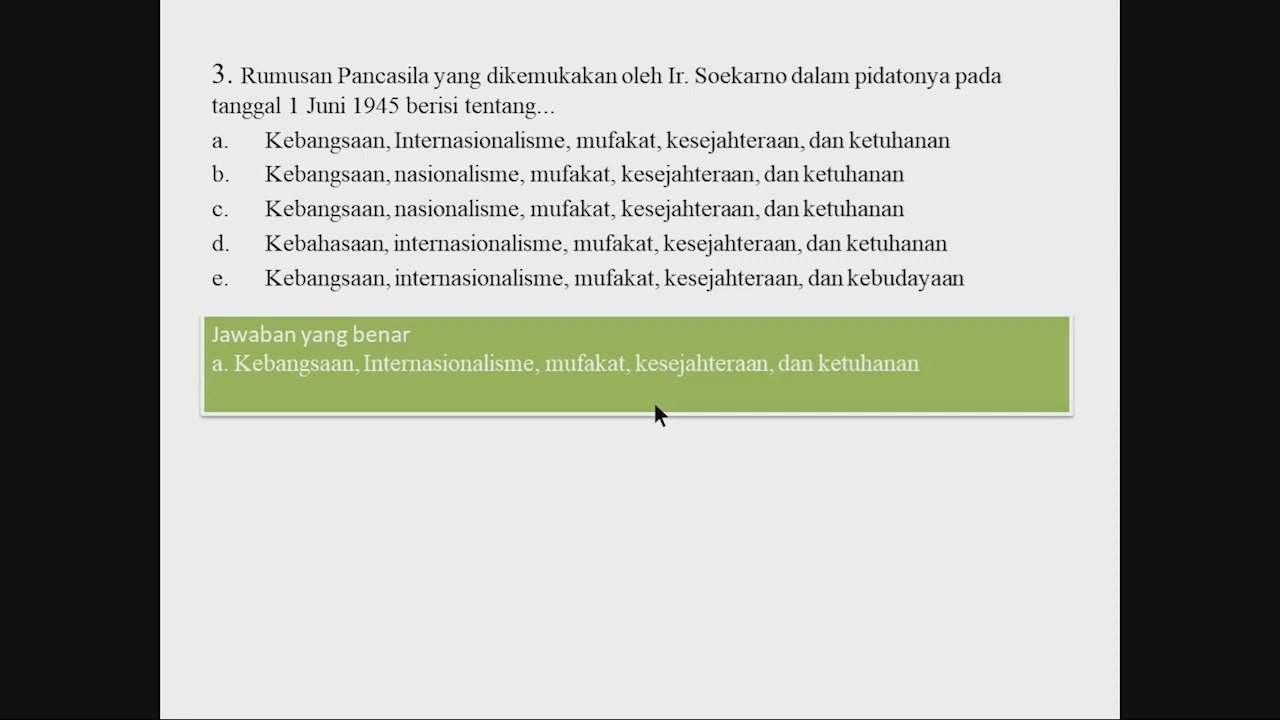 3. Rumusan Pancasila yang dikemukakan oleh Ir. Soekarno dalam pidatonya pada
tanggal 1 Juni 1945 berisi tentang...
a. Kebangsaan, Internasionalisme, mufakat, kesejahteraan, dan ketuhanan
b. Kebangsaan, nasionalisme, mufakat, kesejahteraan, dan ketuhanan
c. Kebangsaan, nasionalisme, mufakat, kesejahteraan, dan ketuhanan
d. Kebahasaan, internasionalisme, mufakat, kesejahteraan, dan ketuhanan
e. Kebangsaan, internasionalisme, mufakat, kesejahteraan, dan kebudayaan
Jawaban yang benar
a. Kebangsaan, Internasionalisme, mufakat, kesejahteraan, dan ketuhanan